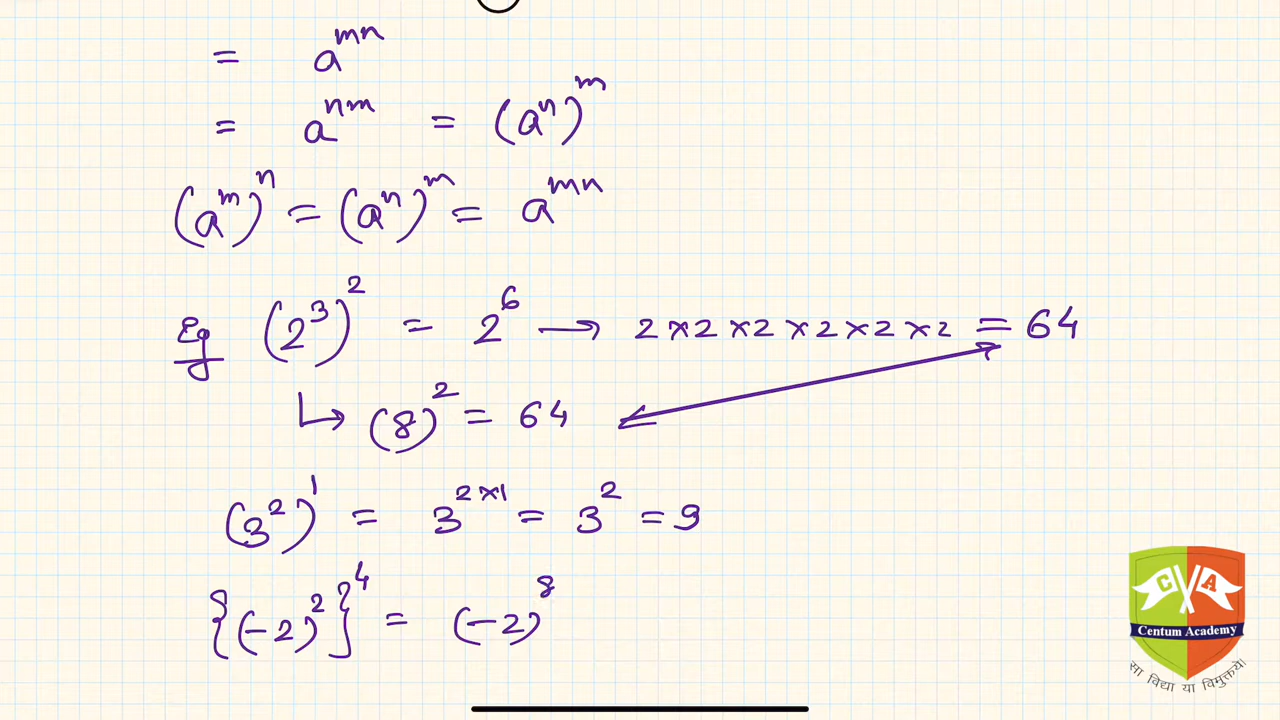 = a^{mn}
= a^{nm} = (a^n)^m
(a^m)^n = (a^n)^m = a^{mn}
Eg (2^3)^2 = 2^6 → 2×2×2×2×2×2 = 64
↳ (8)^2 = 64
(3^2)^1 = 3^{2×1} = 3^2 = 9
{(-2)^2}^4 = (-2)^8
C A
Centum Academy
सा विद्या या विमुक्तये